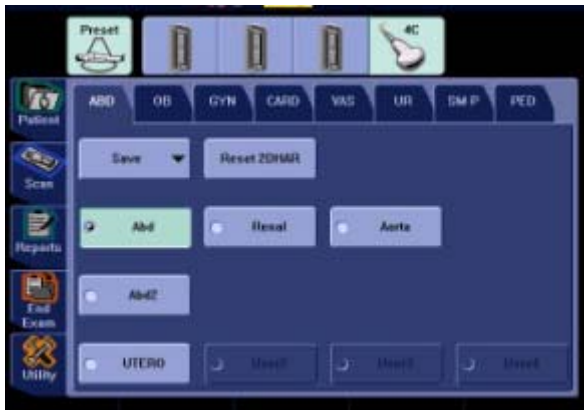 Preset
4C
Patient
ABD OB GYN CARD VAS UR SM P PED
Save Reset 2DHAR
Scan
Abd Renal Aorta
Reports
Abd2
End
Exam
UTERO
Utility